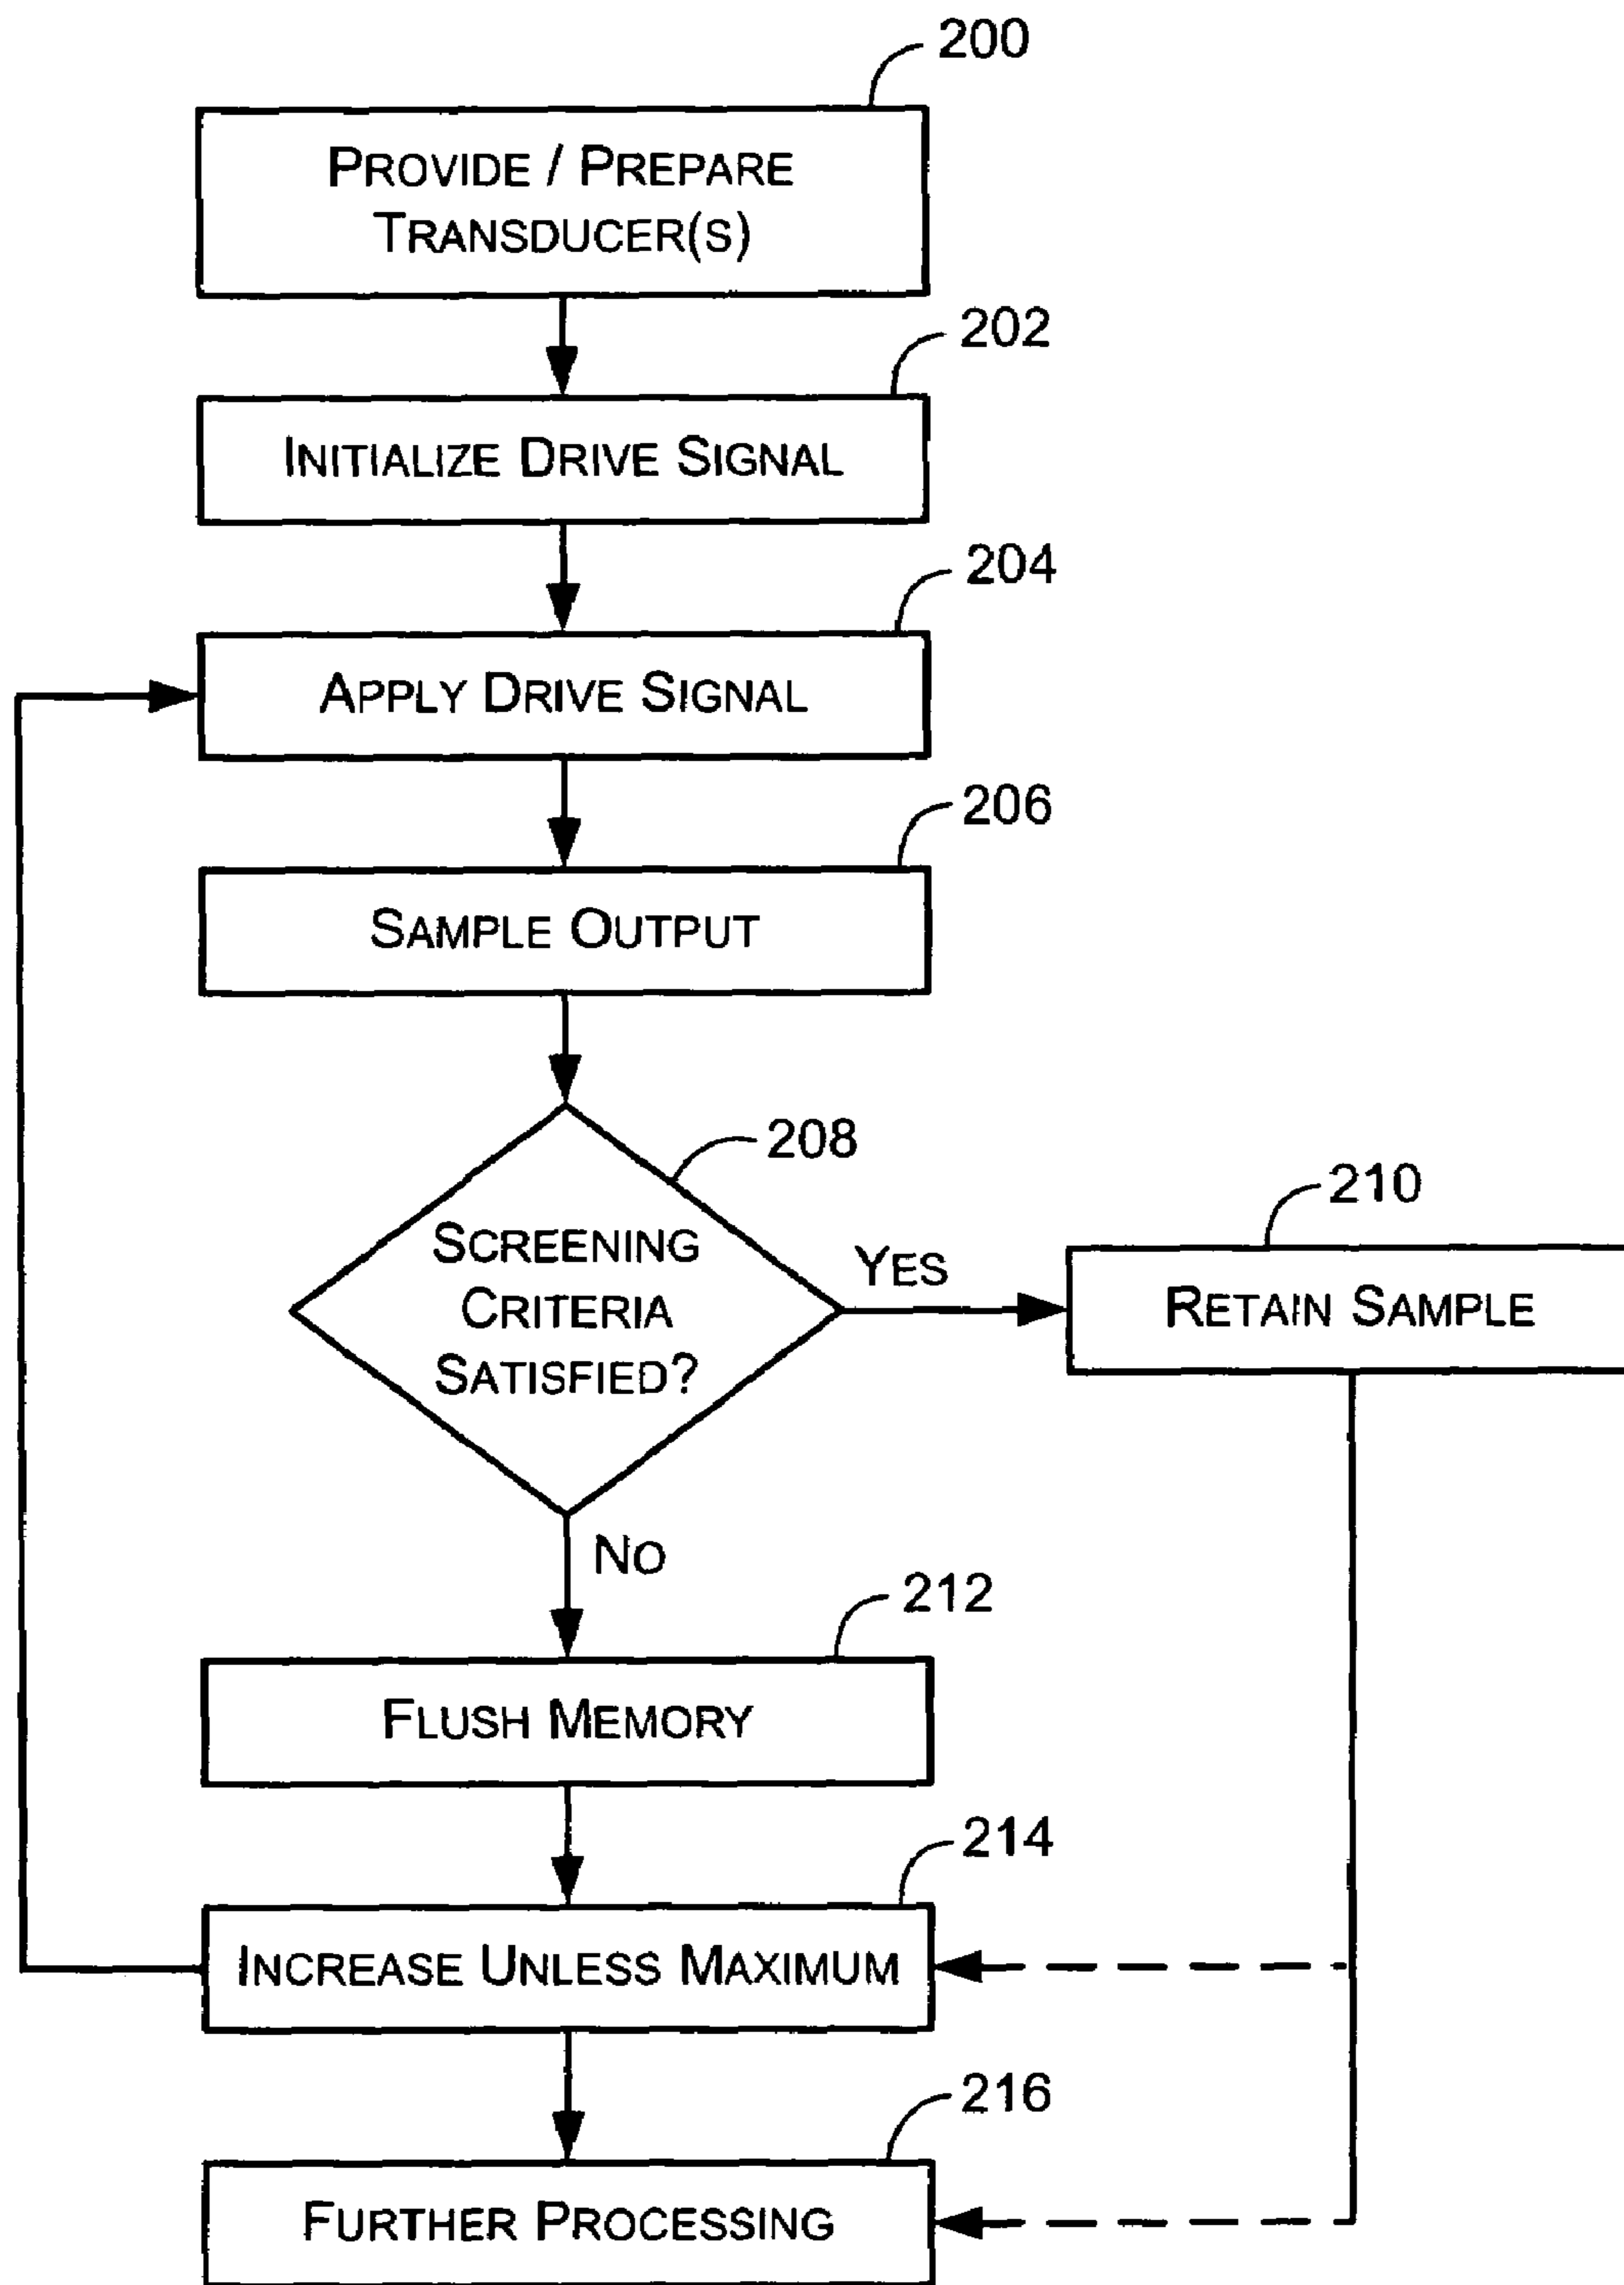 200
PROVIDE / PREPARE
TRANSDUCER(S)
202
INITIALIZE DRIVE SIGNAL
204
APPLY DRIVE SIGNAL
206
SAMPLE OUTPUT
208
SCREENING
CRITERIA
SATISFIED?
YES
210
RETAIN SAMPLE
NO
212
FLUSH MEMORY
214
INCREASE UNLESS MAXIMUM
216
FURTHER PROCESSING